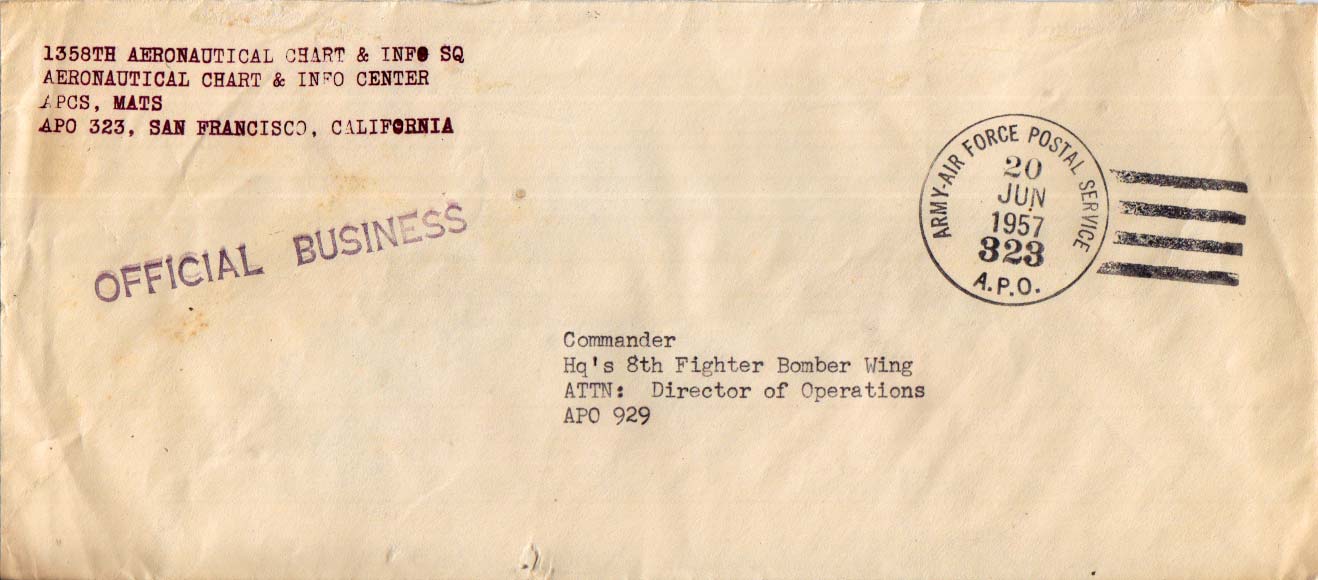 1358TH AERONAUTICAL CHART & INFO SQ
AERONAUTICAL CHART & INFO CENTER
APCS, MATS
APO 323, SAN FRANCISCO, CALIFORNIA
OFFICIAL BUSINESS
ARMY-AIR FORCE POSTAL SERVICE
20
JUN
1957
323
A.P.O.
Commander
Hq's 8th Fighter Bomber Wing
ATTN: Director of Operations
APO 929